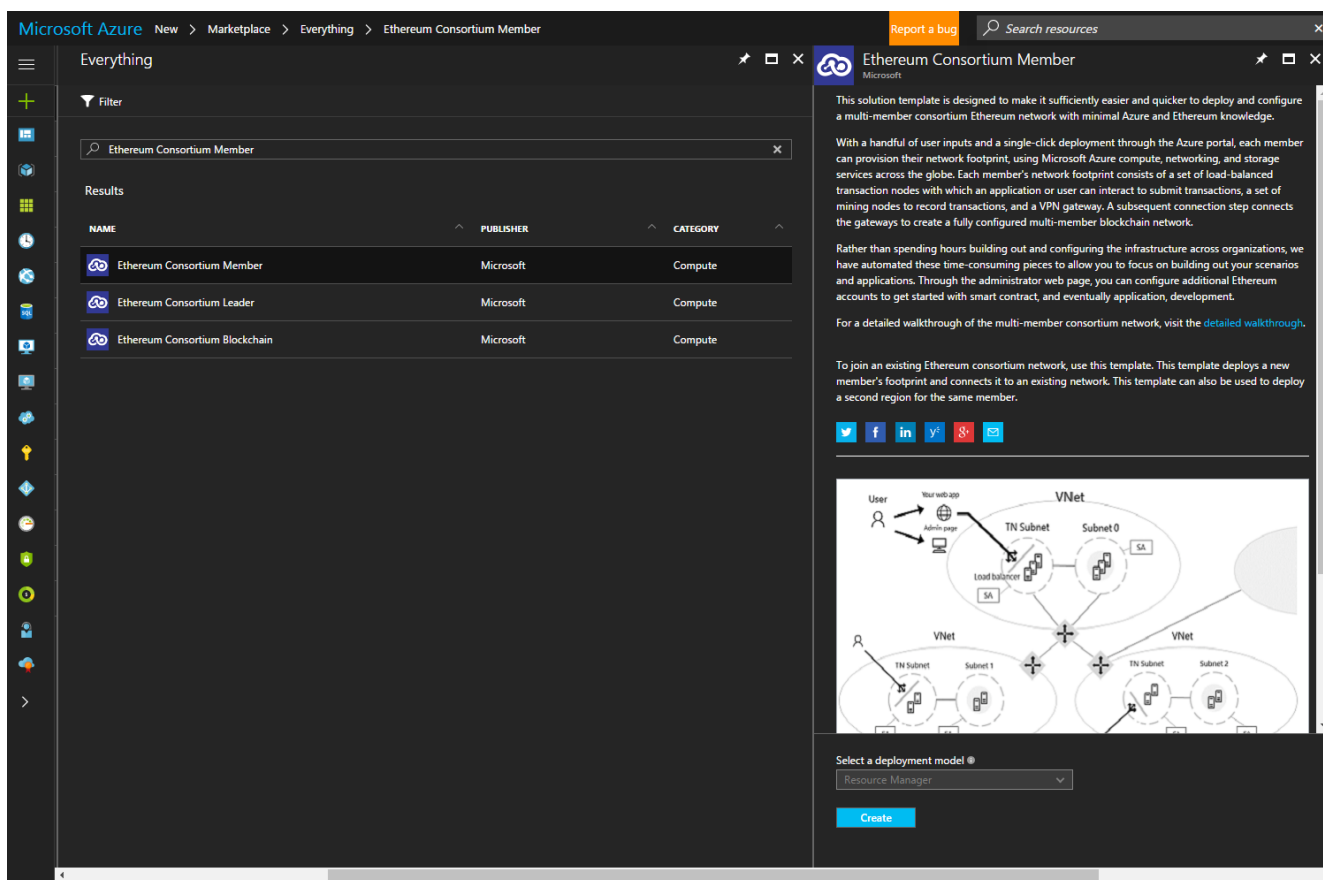 Microsoft Azure New > Marketplace > Everything > Ethereum Consortium Member
Report a bug
Search resources
Everything
Filter
Ethereum Consortium Member
Results
NAME PUBLISHER CATEGORY
Ethereum Consortium Member Microsoft Compute
Ethereum Consortium Leader Microsoft Compute
Ethereum Consortium Blockchain Microsoft Compute
SQL
Ethereum Consortium Member
Microsoft
This solution template is designed to make it sufficiently easier and quicker to deploy and configure
a multi-member consortium Ethereum network with minimal Azure and Ethereum knowledge.
With a handful of user inputs and a single-click deployment through the Azure portal, each member
can provision their network footprint, using Microsoft Azure compute, networking, and storage
services across the globe. Each member's network footprint consists of a set of load-balanced
transaction nodes with which an application or user can interact to submit transactions, a set of
mining nodes to record transactions, and a VPN gateway. A subsequent connection step connects
the gateways to create a fully configured multi-member blockchain network.
Rather than spending hours building out and configuring the infrastructure across organizations, we
have automated these time-consuming pieces to allow you to focus on building out your scenarios
and applications. Through the administrator web page, you can configure additional Ethereum
accounts to get started with smart contract, and eventually application, development.
For a detailed walkthrough of the multi-member consortium network, visit the detailed walkthrough.
To join an existing Ethereum consortium network, use this template. This template deploys a new
member's footprint and connects it to an existing network. This template can also be used to deploy
a second region for the same member.
User
Your web app
Admin page
VNet
TN Subnet
Subnet 0
SA
Load balancer
SA
VNet
TN Subnet
Subnet 1
VNet
TN Subnet
Subnet 2
Select a deployment model
Resource Manager
Create